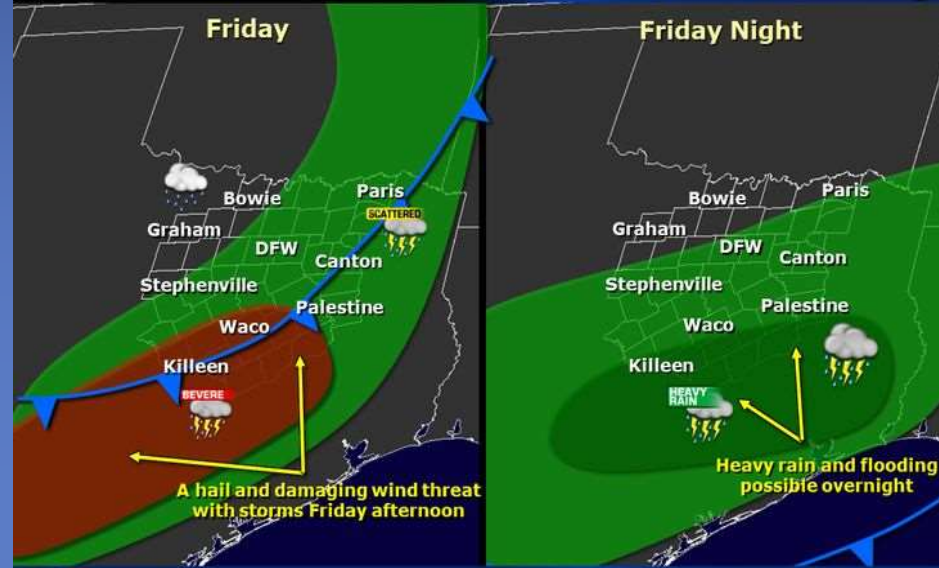 Friday
Bowie
Paris
SCATTERED
Graham
DFW
Canton
Stephenville
Palestine
Waco
Killeen
SEVERE
A hail and damaging wind threat
with storms Friday afternoon
Friday Night
Paris
Bowie
Graham
DFW
Canton
Stephenville
Palestine
Waco
Killeen
HEAVY
RAIN
Heavy rain and flooding
possible overnight